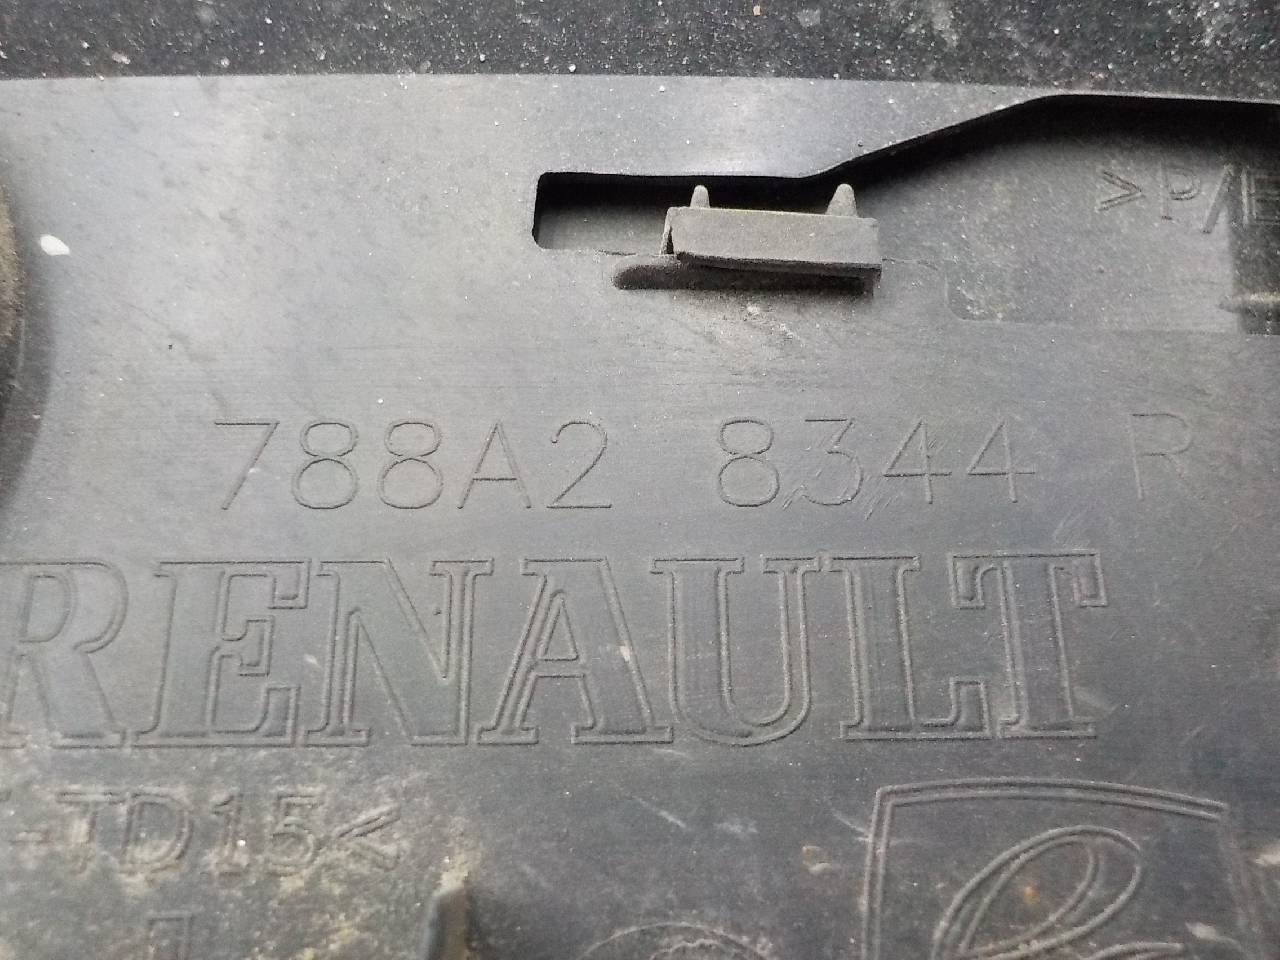 >P/E
788A2 8344 R
RENAULT
-TD15<